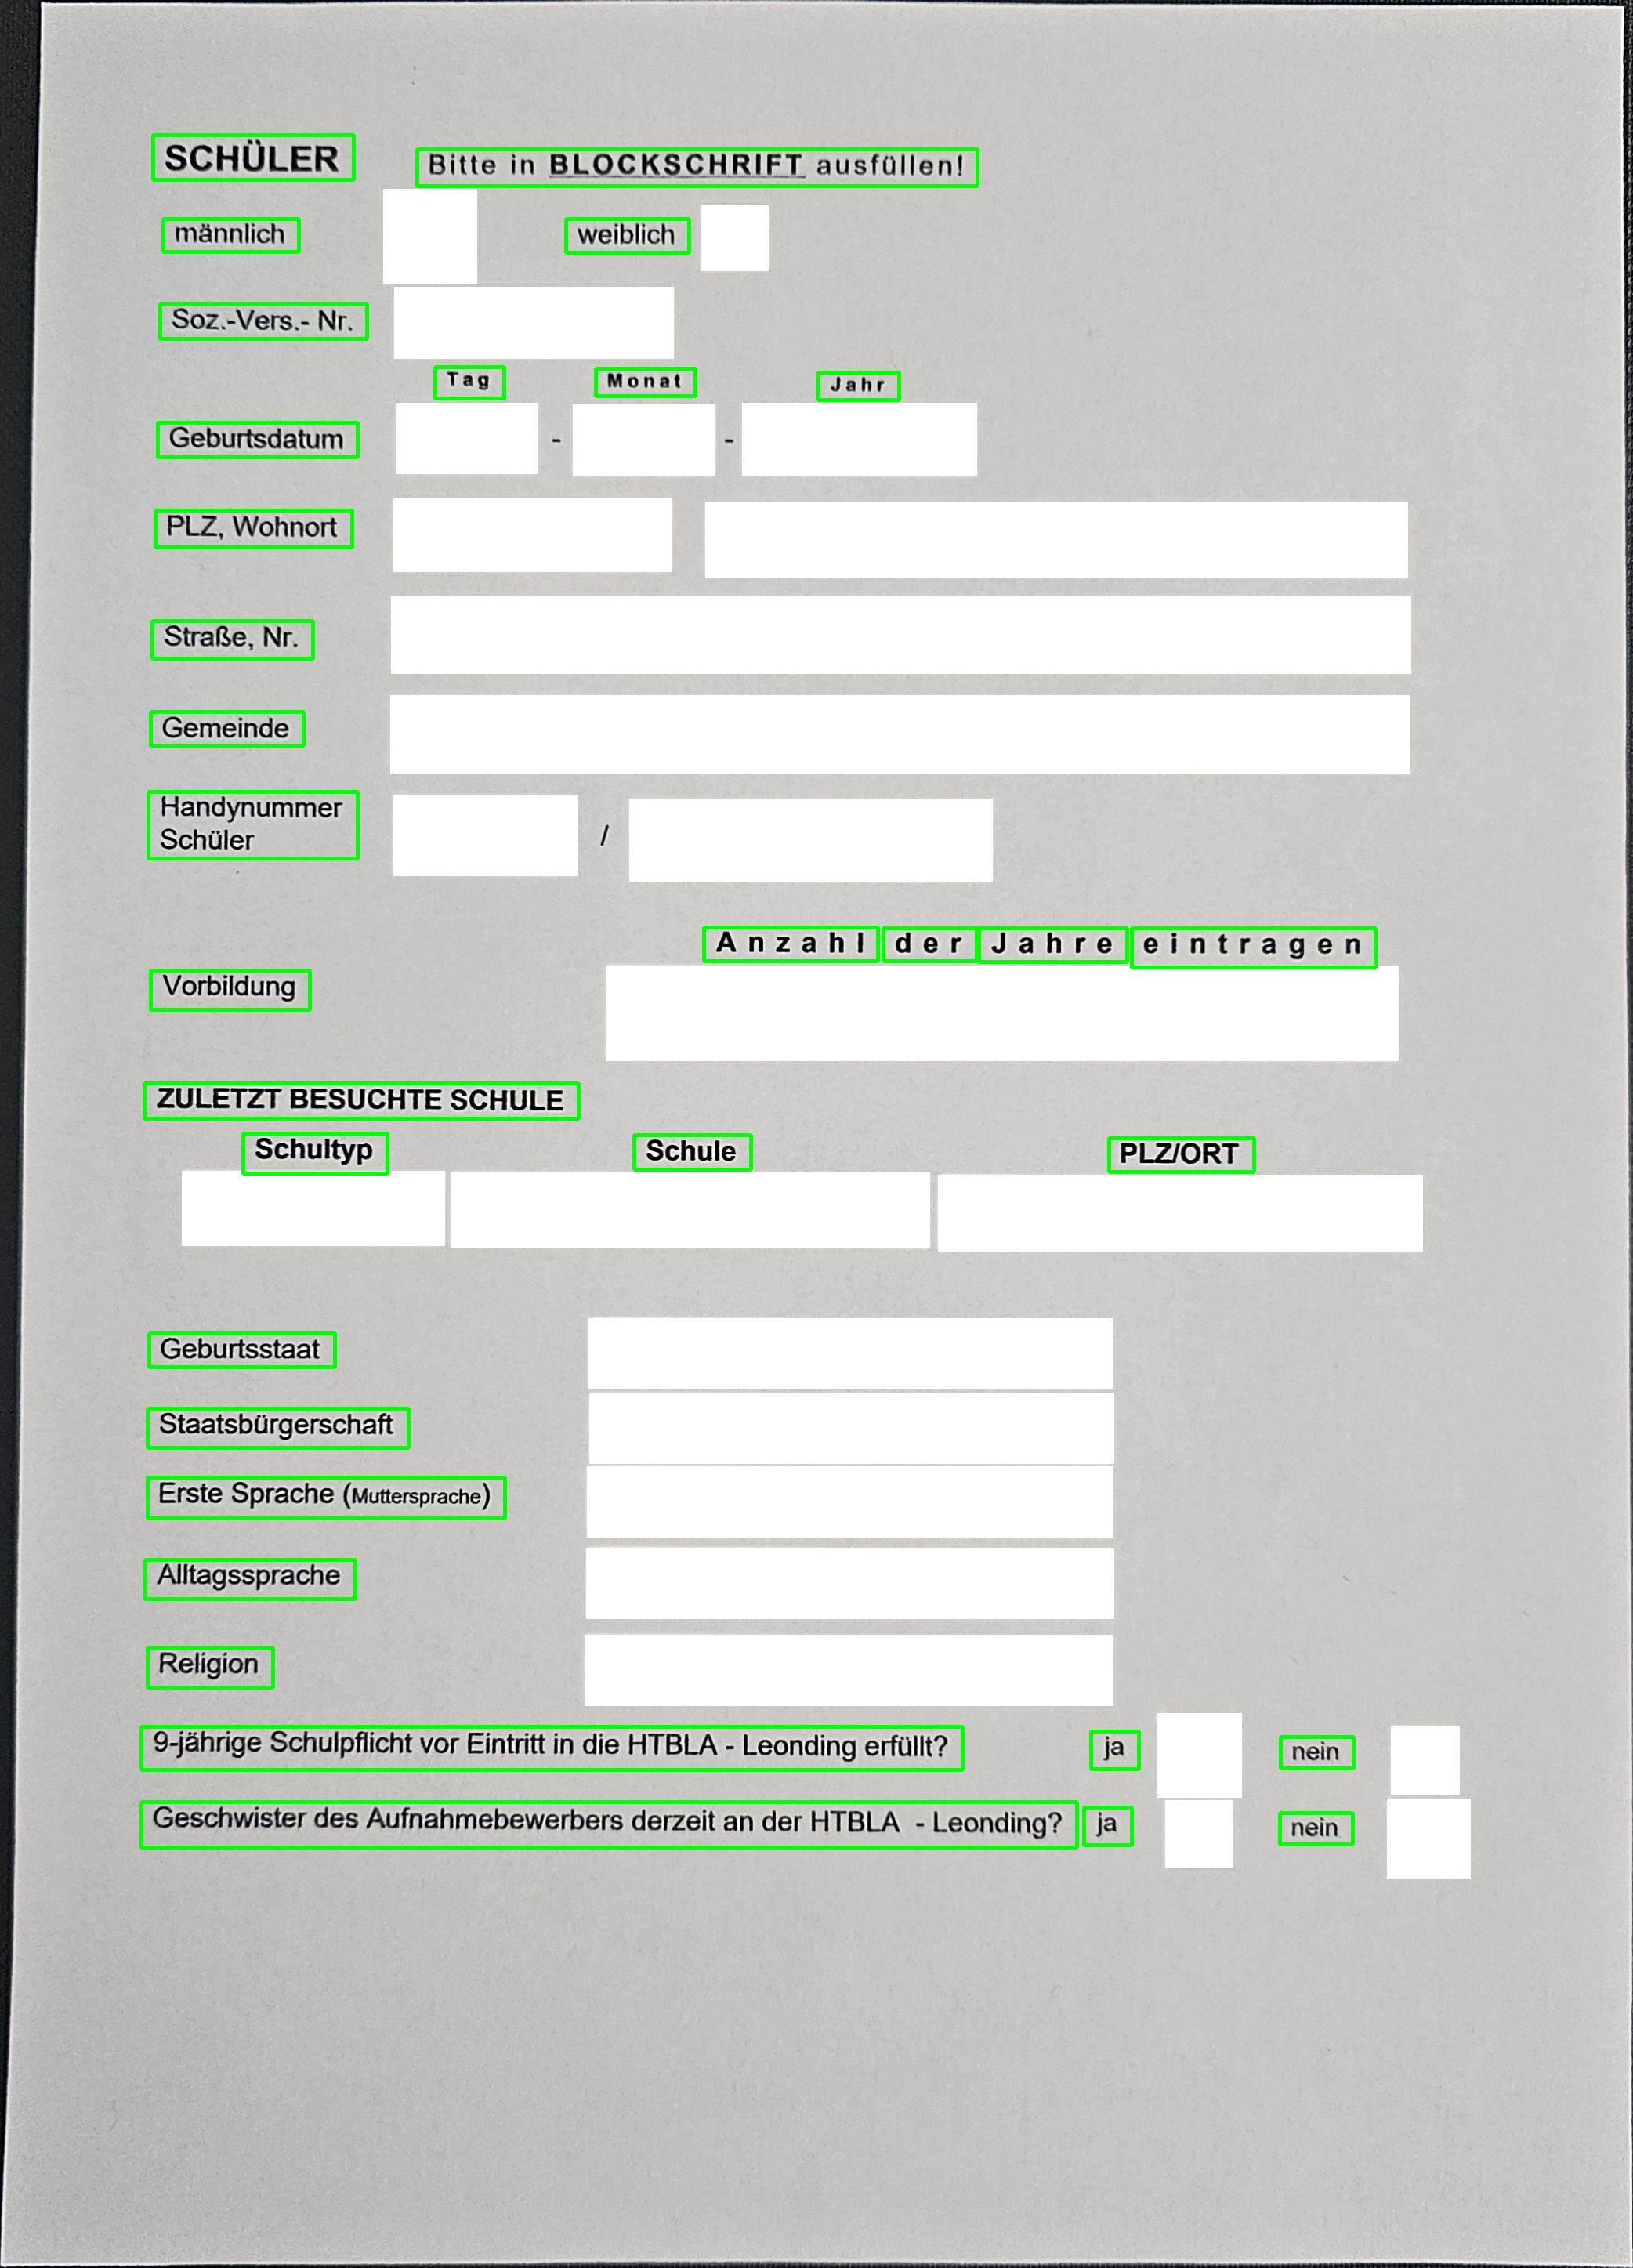 SCHÜLER Bitte in BLOCKSCHRIFT ausfüllen!
männlich weiblich
Soz.-Vers.- Nr.
Tag Monat Jahr
Geburtsdatum - -
PLZ, Wohnort
Straße, Nr.
Gemeinde
Handynummer
Schüler /
Anzahl der Jahre eintragen
Vorbildung
ZULETZT BESUCHTE SCHULE
Schultyp Schule PLZ/ORT
Geburtsstaat
Staatsbürgerschaft
Erste Sprache (Muttersprache)
Alltagssprache
Religion
9-jährige Schulpflicht vor Eintritt in die HTBLA - Leonding erfüllt? ja nein
Geschwister des Aufnahmebewerbers derzeit an der HTBLA - Leonding? ja nein